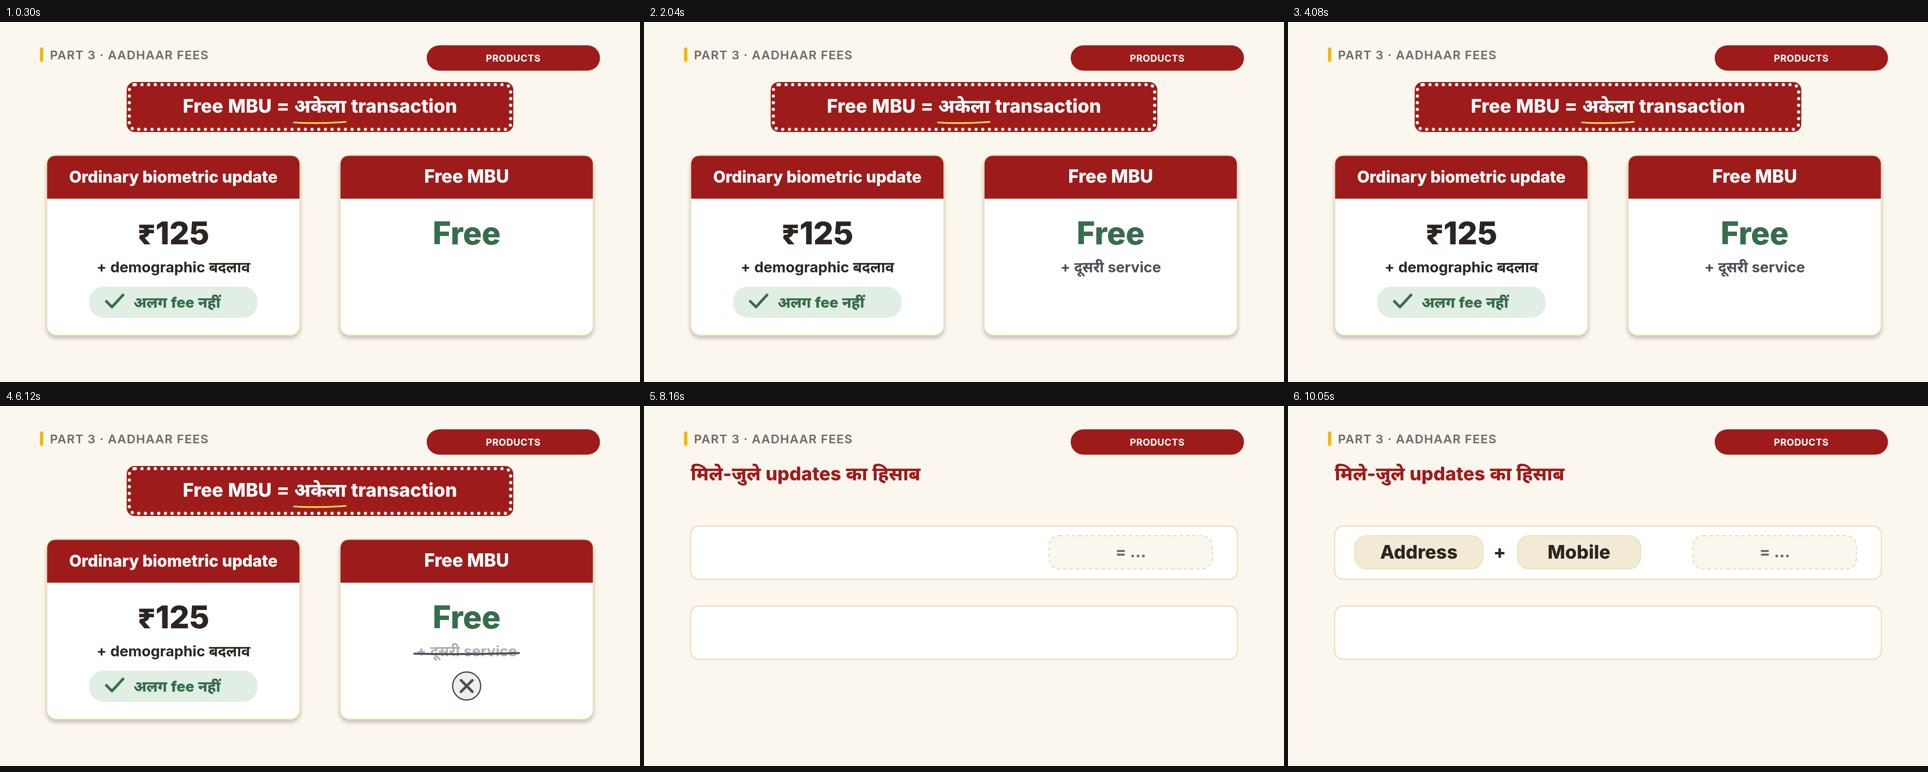 1. 0.30s
PART 3 · AADHAAR FEES
PRODUCTS
Free MBU = अकेला transaction
Ordinary biometric update
₹125
+ demographic बदलाव
अलग fee नहीं
Free MBU
Free
2. 2.04s
PART 3 · AADHAAR FEES
PRODUCTS
Free MBU = अकेला transaction
Ordinary biometric update
₹125
+ demographic बदलाव
अलग fee नहीं
Free MBU
Free
+ दूसरी service
3. 4.08s
PART 3 · AADHAAR FEES
PRODUCTS
Free MBU = अकेला transaction
Ordinary biometric update
₹125
+ demographic बदलाव
अलग fee नहीं
Free MBU
Free
+ दूसरी service
4. 6.12s
PART 3 · AADHAAR FEES
PRODUCTS
Free MBU = अकेला transaction
Ordinary biometric update
₹125
+ demographic बदलाव
अलग fee नहीं
Free MBU
Free
+ दूसरी service
5. 8.16s
PART 3 · AADHAAR FEES
PRODUCTS
मिले-जुले updates का हिसाब
= ...
6. 10.05s
PART 3 · AADHAAR FEES
PRODUCTS
मिले-जुले updates का हिसाब
Address + Mobile = ...